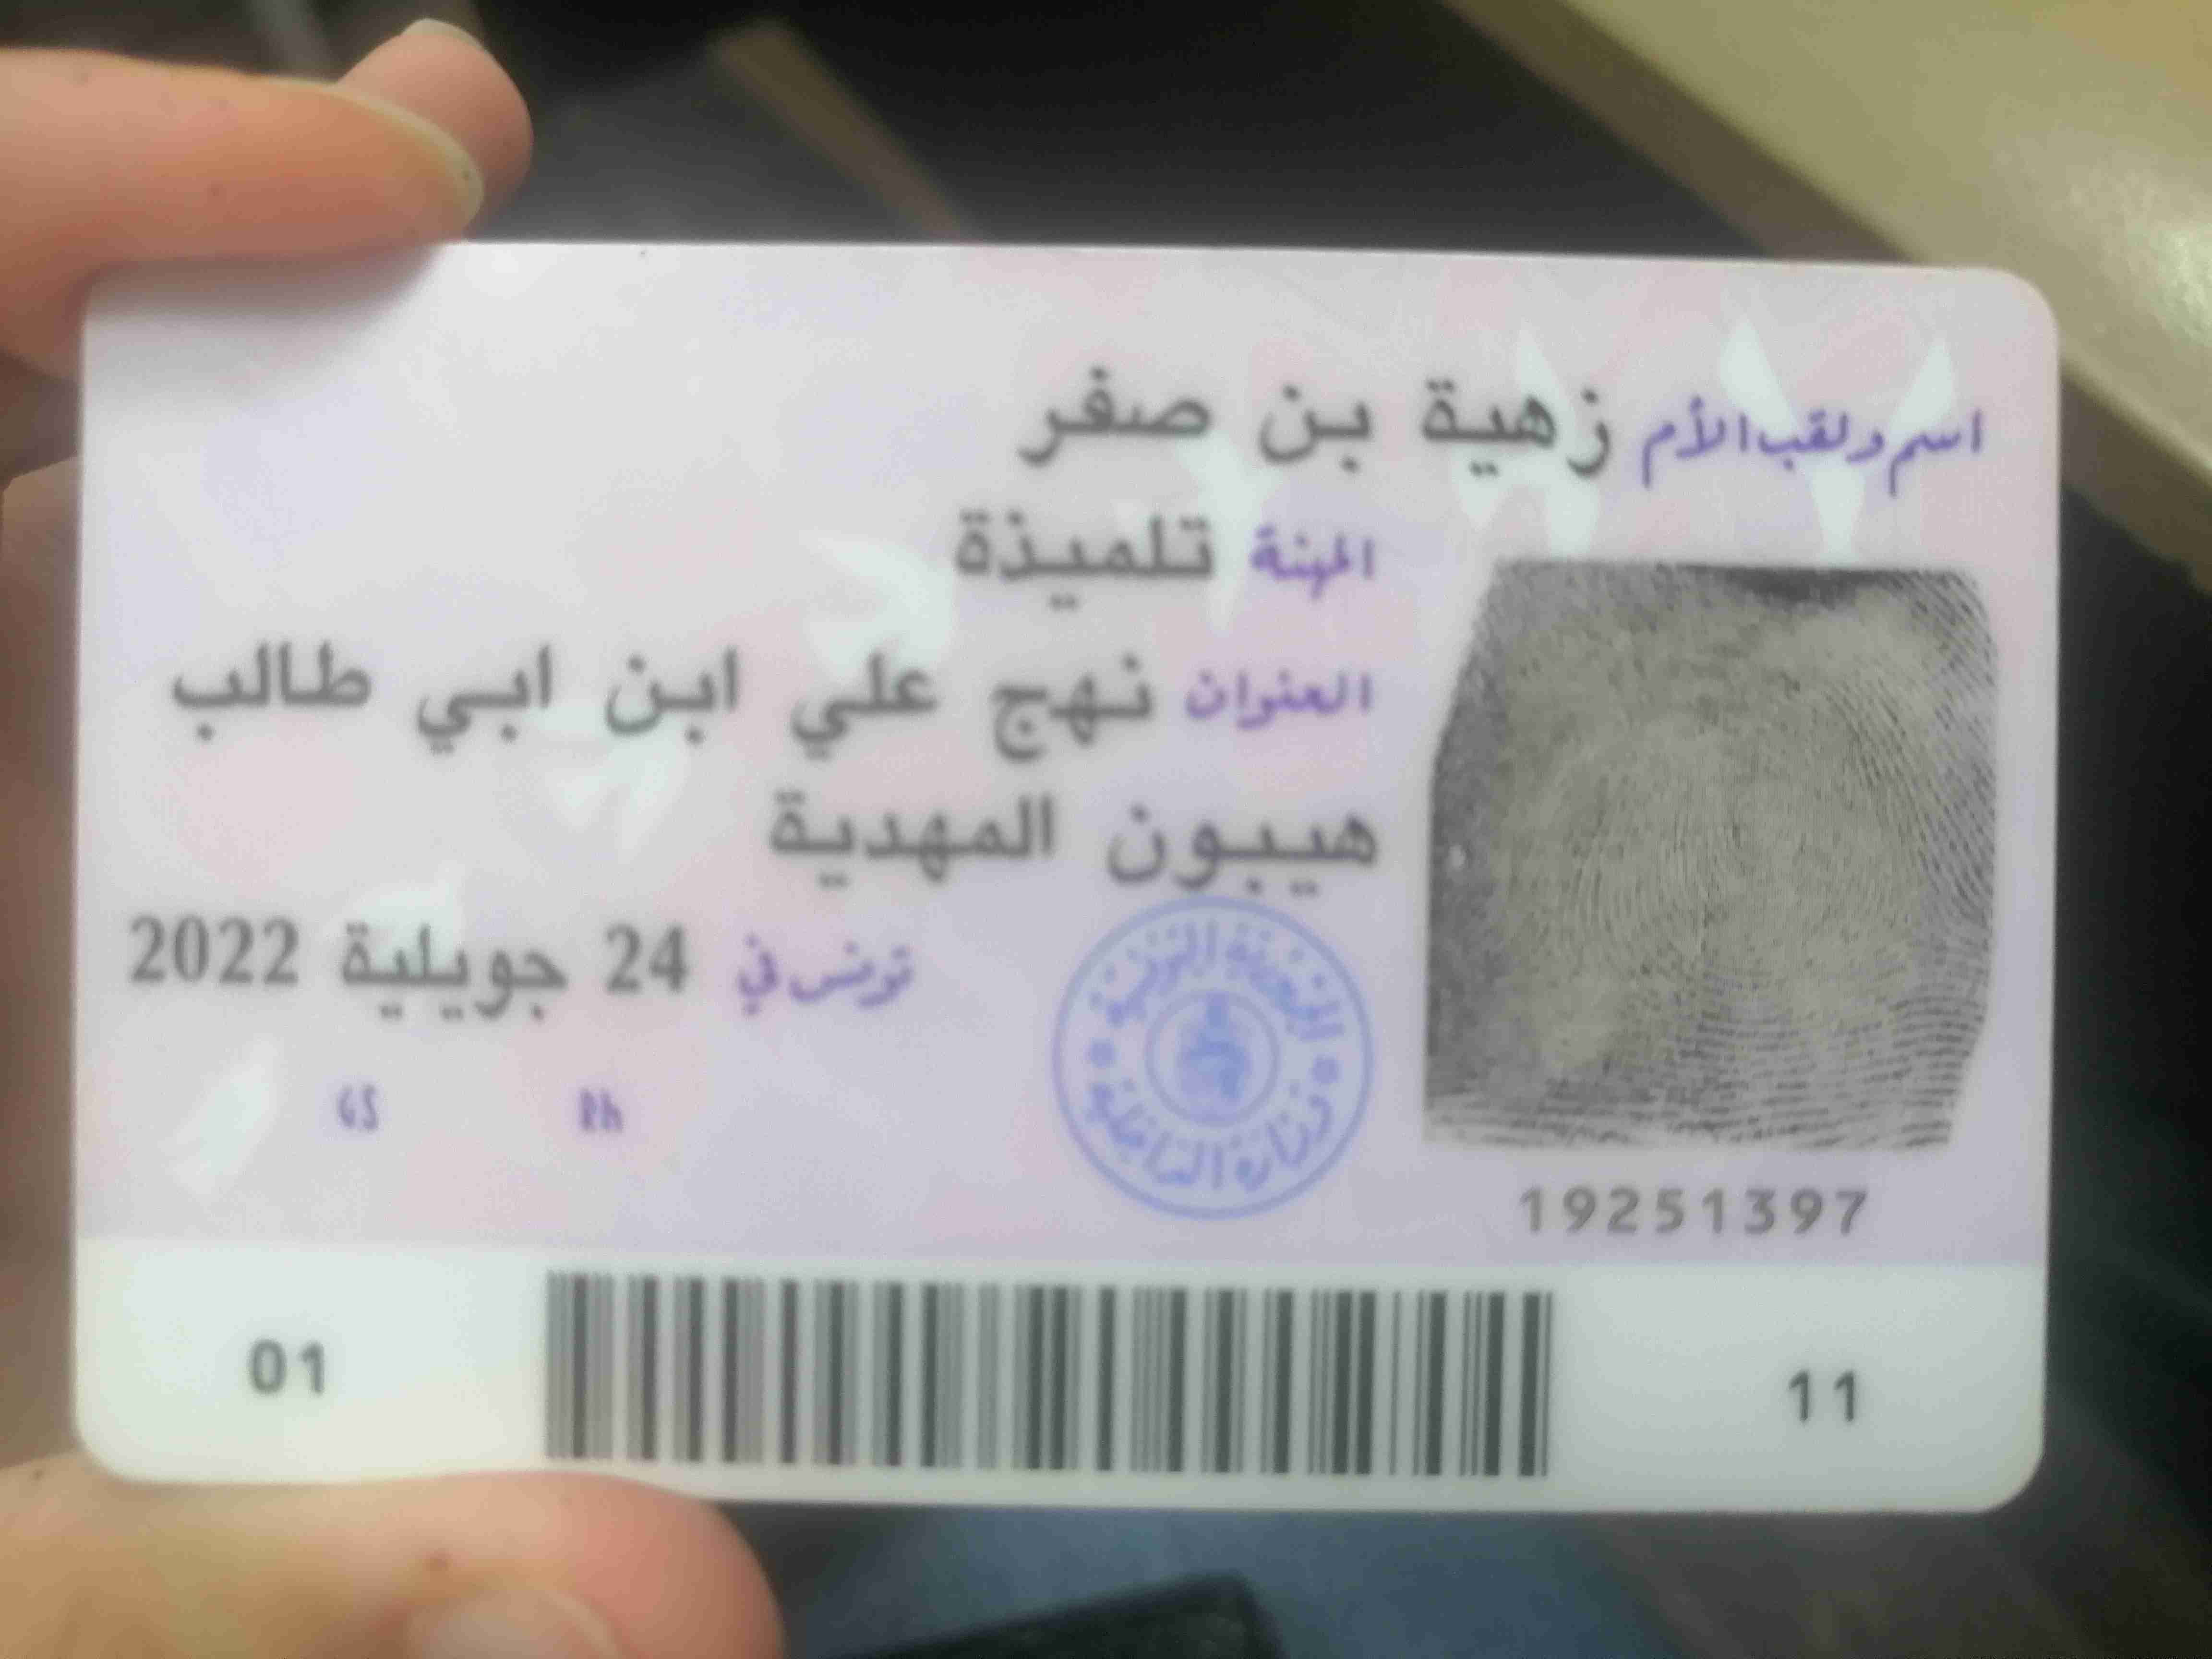 اسم ولقب الأم زهية بن صفر
المهنة تلميذة
العنوان نهج علي ابن ابي طالب
هيبون المهدية
تونس في 24 جويلية 2022
GS Rh
الجمهورية التونسية
وزارة الداخلية
19251397
01 11